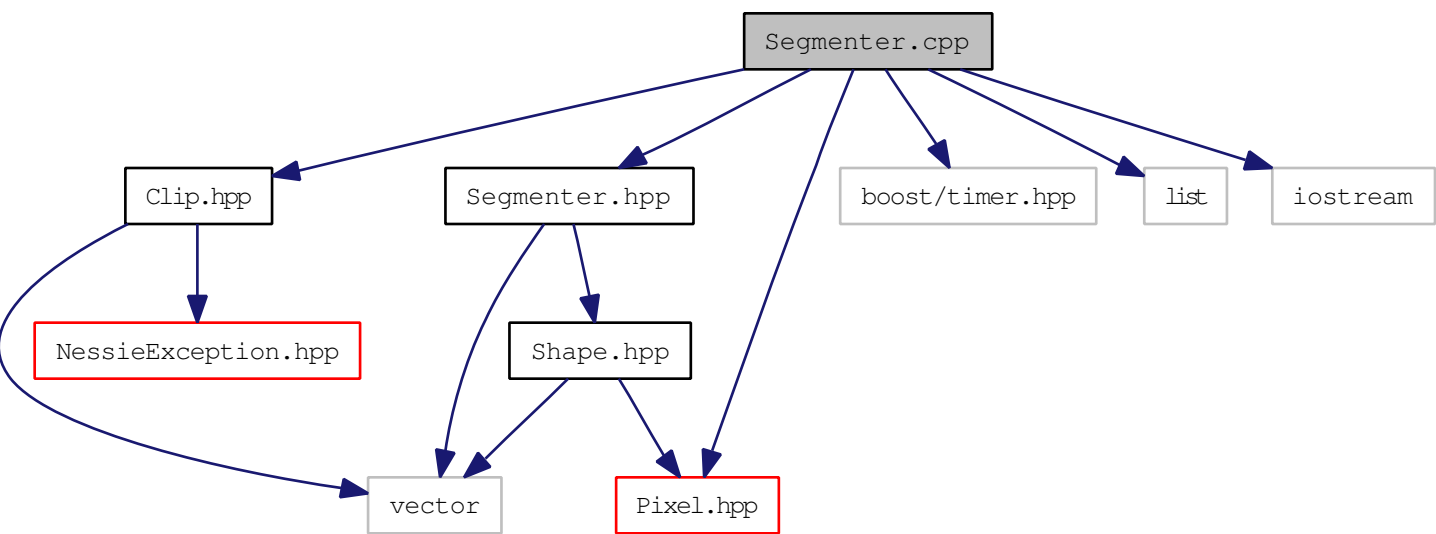 Segmenter.cpp
Clip.hpp
Segmenter.hpp
boost/timer.hpp
list
iostream
NessieException.hpp
Shape.hpp
vector
Pixel.hpp